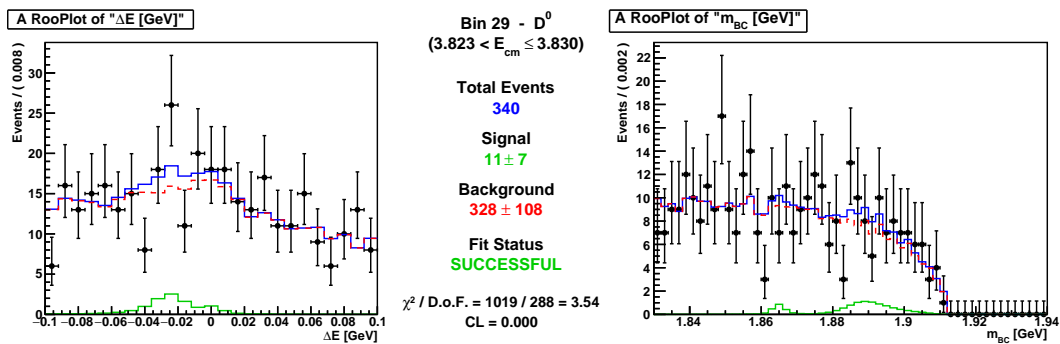 A RooPlot of "ΔE [GeV]"
Events / ( 0.008 )
30
25
20
15
10
5
0
−0.1 −0.08 −0.06 −0.04 −0.02 0 0.02 0.04 0.06 0.08 0.1
ΔE [GeV]
Bin 29 - D⁰
(3.823 < E_cm ≤ 3.830)
Total Events
340
Signal
11 ± 7
Background
328 ± 108
Fit Status
SUCCESSFUL
χ² / D.o.F. = 1019 / 288 = 3.54
CL = 0.000
A RooPlot of "m_BC [GeV]"
Events / ( 0.002 )
22
20
18
16
14
12
10
8
6
4
2
0
1.84 1.86 1.88 1.9 1.92 1.94
m_BC [GeV]